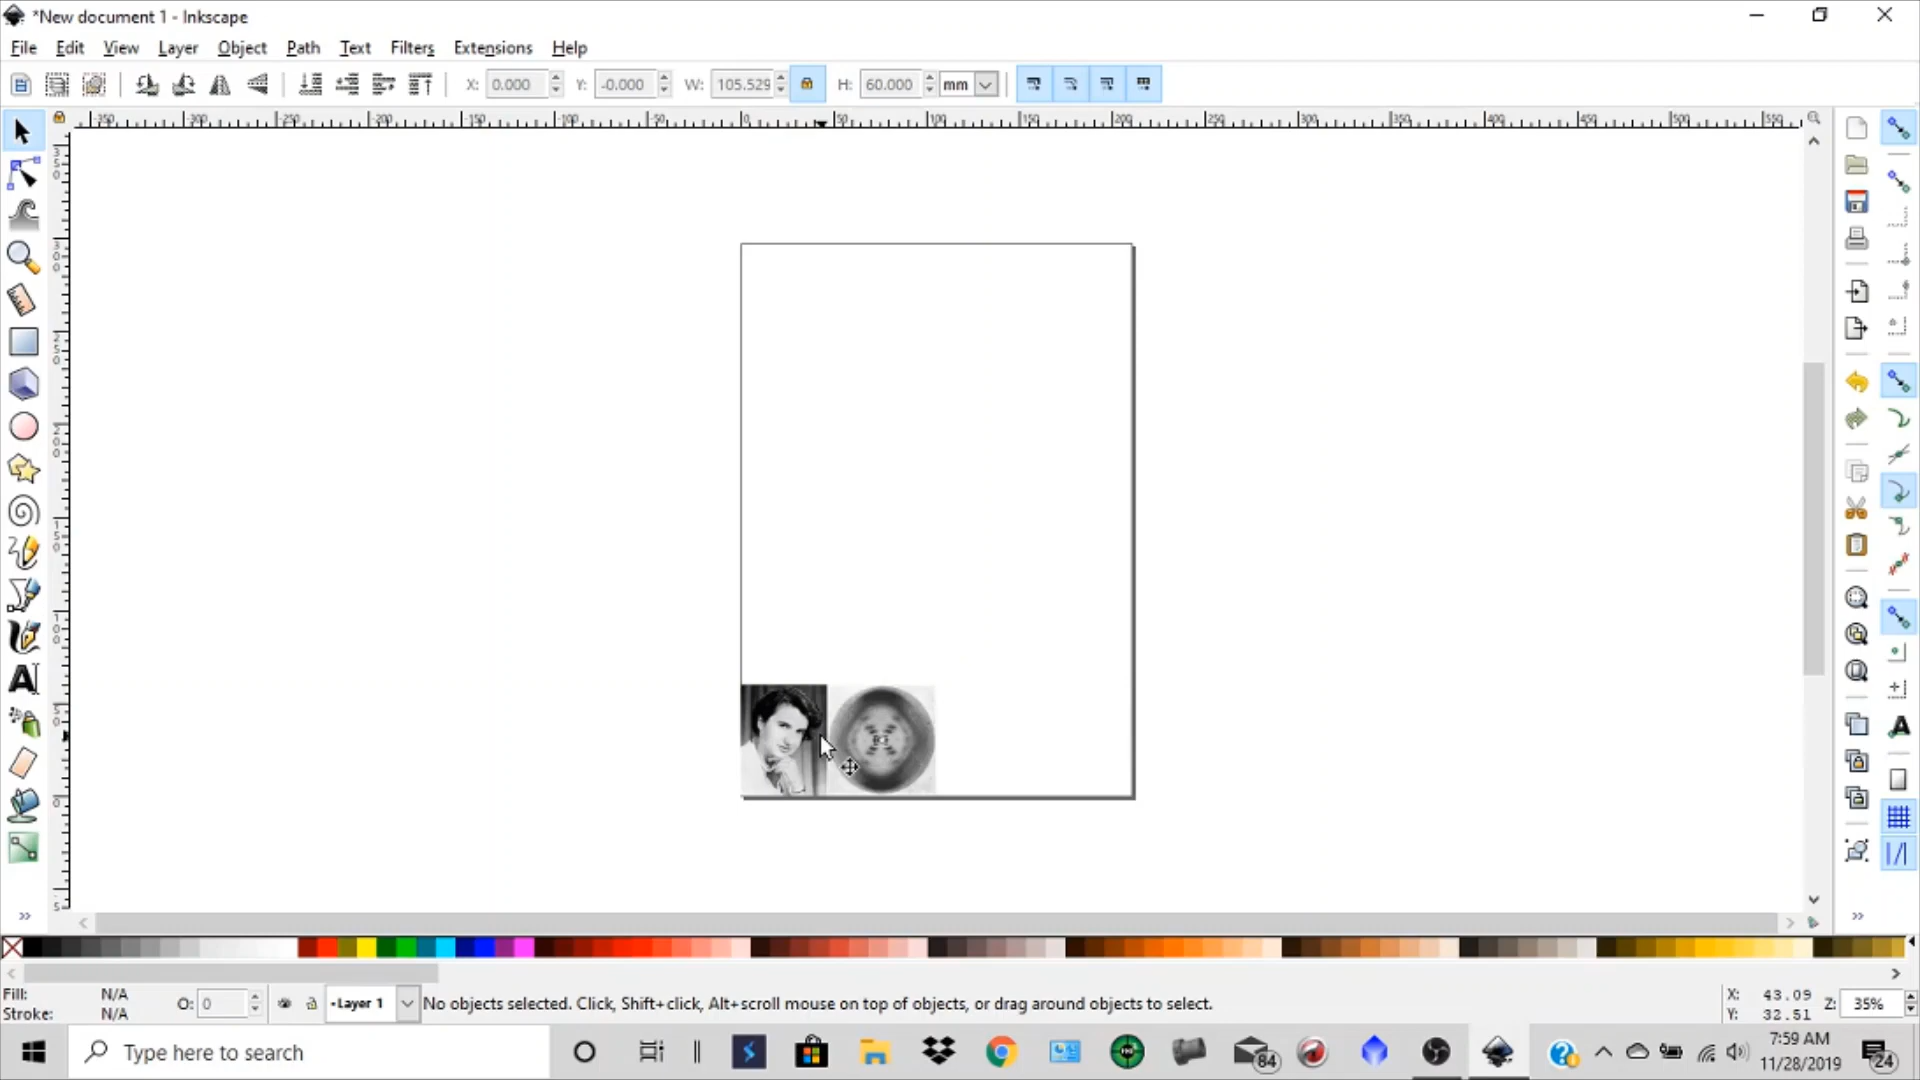 *New document 1 - Inkscape
File Edit View Layer Object Path Text Filters Extensions Help
X: 0.000 Y: -0.000 W: 105.529 H: 60.000 mm
Fill: N/A
Stroke: N/A
O: 0
Layer 1
No objects selected. Click, Shift+click, Alt+scroll mouse on top of objects, or drag around objects to select.
X: 43.09
Y: 32.51
Z: 35%
Type here to search
84
7:59 AM
11/28/2019
24